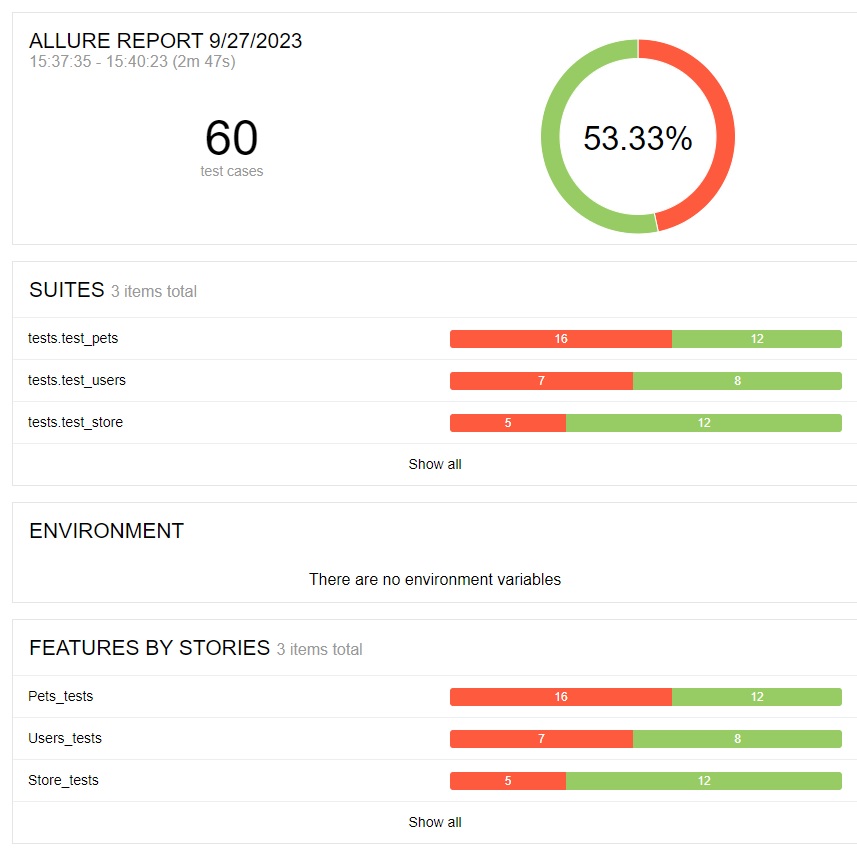 ALLURE REPORT 9/27/2023
15:37:35 - 15:40:23 (2m 47s)
60
test cases
53.33%
SUITES 3 items total
tests.test_pets 16 12
tests.test_users 7 8
tests.test_store 5 12
Show all
ENVIRONMENT
There are no environment variables
FEATURES BY STORIES 3 items total
Pets_tests 16 12
Users_tests 7 8
Store_tests 5 12
Show all